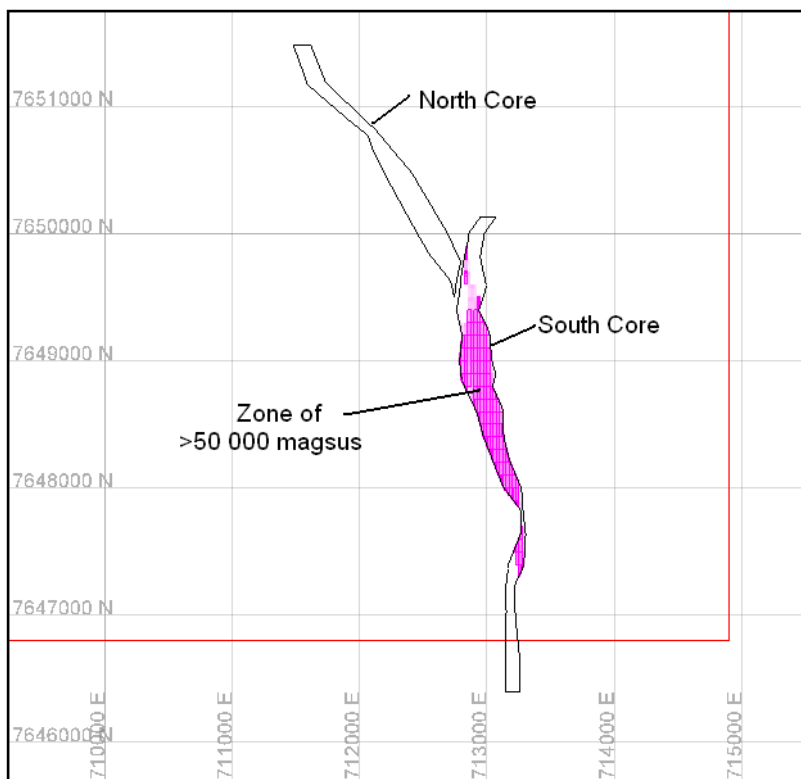 7651000 N
North Core
7650000 N
South Core
7649000 N
Zone of
>50 000 magsus
7648000 N
7647000 N
7646000 N
710000 E
711000 E
712000 E
713000 E
714000 E
715000 E